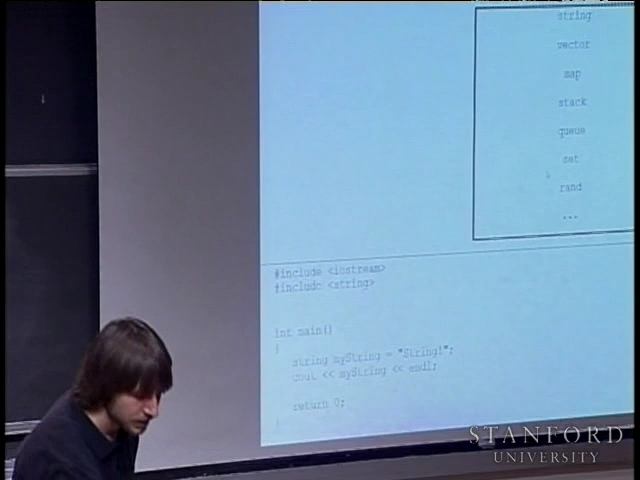 string
vector
map
stack
queue
set
rand
...
#include <iostream>
#include <string>
int main()
{
string myString = "String1";
cout << myString << endl;
return 0;
}
STANFORD
UNIVERSITY